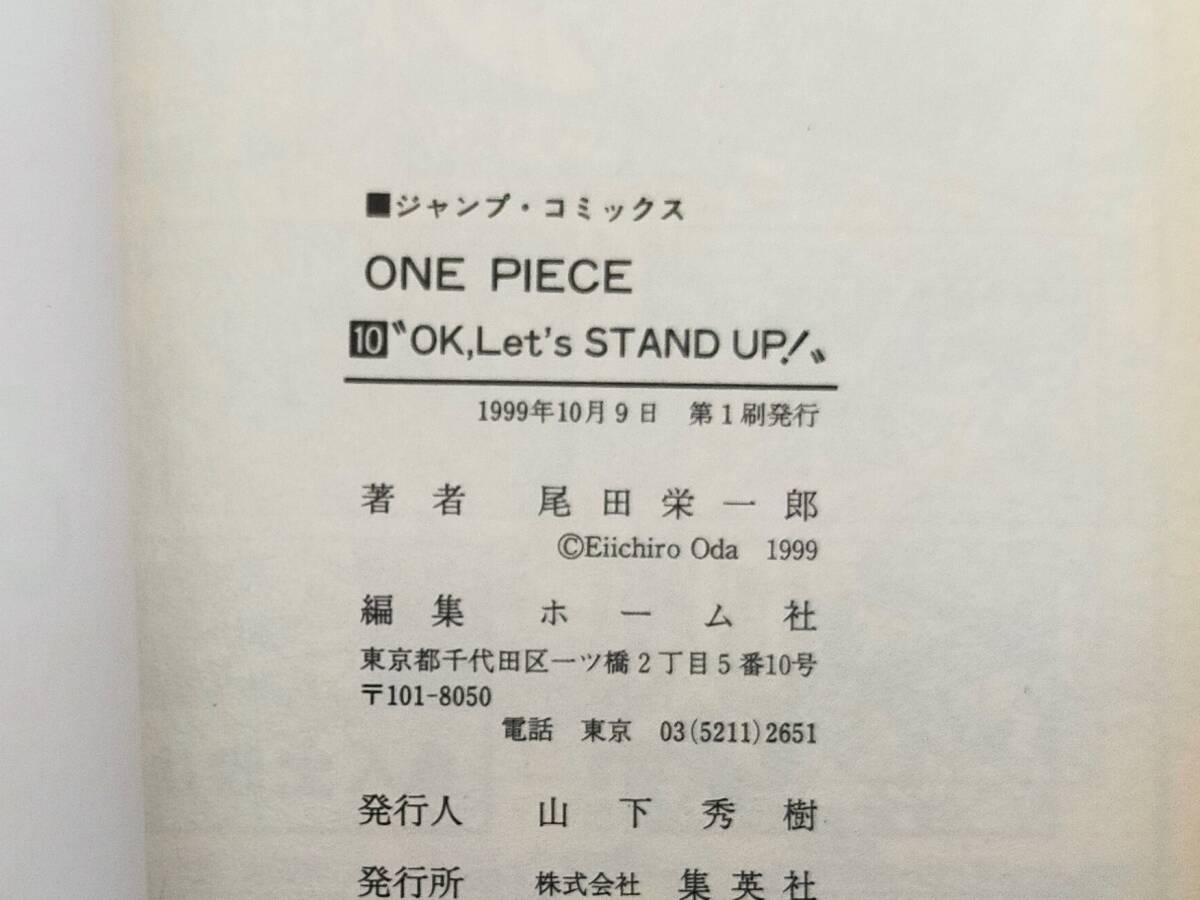 ■ジャンプ・コミックス
ONE PIECE
10〝OK,Let's STAND UP!〟
1999年10月9日 第1刷発行
著者 尾田栄一郎
©Eiichiro Oda 1999
編集 ホーム社
東京都千代田区一ツ橋2丁目5番10号
〒101-8050
電話 東京 03(5211)2651
発行人 山下秀樹
発行所 株式会社 集英社